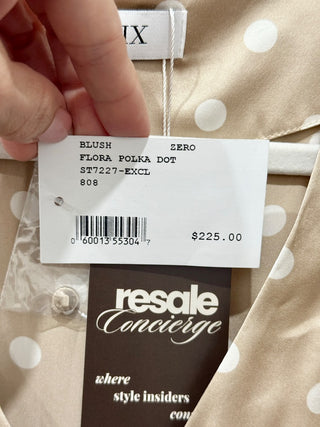 IX
BLUSH ZERO
FLORA POLKA DOT
ST7227-EXCL
808
0 60013 55304 7
$225.00
resale
Concierge
where
style insiders
con